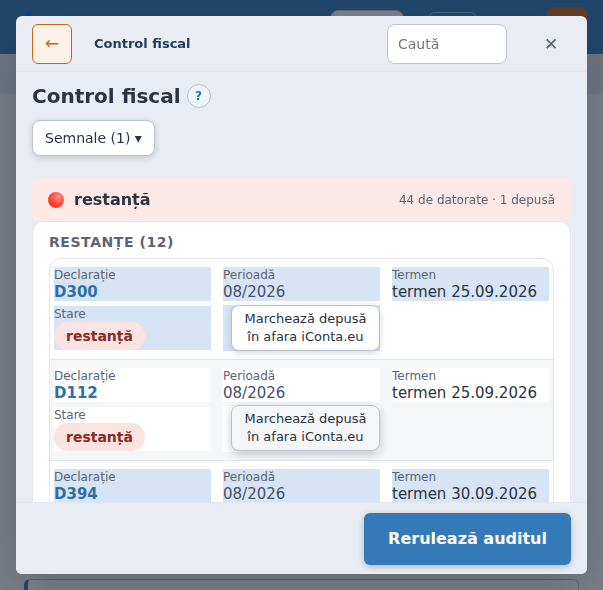 ←
Control fiscal
Caută
✕
Control fiscal
?
Semnale (1) ▾
restanță
44 de datorate · 1 depusă
RESTANȚE (12)
Declarație
D300
Perioadă
08/2026
Termen
termen 25.09.2026
Stare
restanță
Marchează depusă
în afara iConta.eu
Declarație
D112
Perioadă
08/2026
Termen
termen 25.09.2026
Stare
restanță
Marchează depusă
în afara iConta.eu
Declarație
D394
Perioadă
08/2026
Termen
termen 30.09.2026
Rerulează auditul